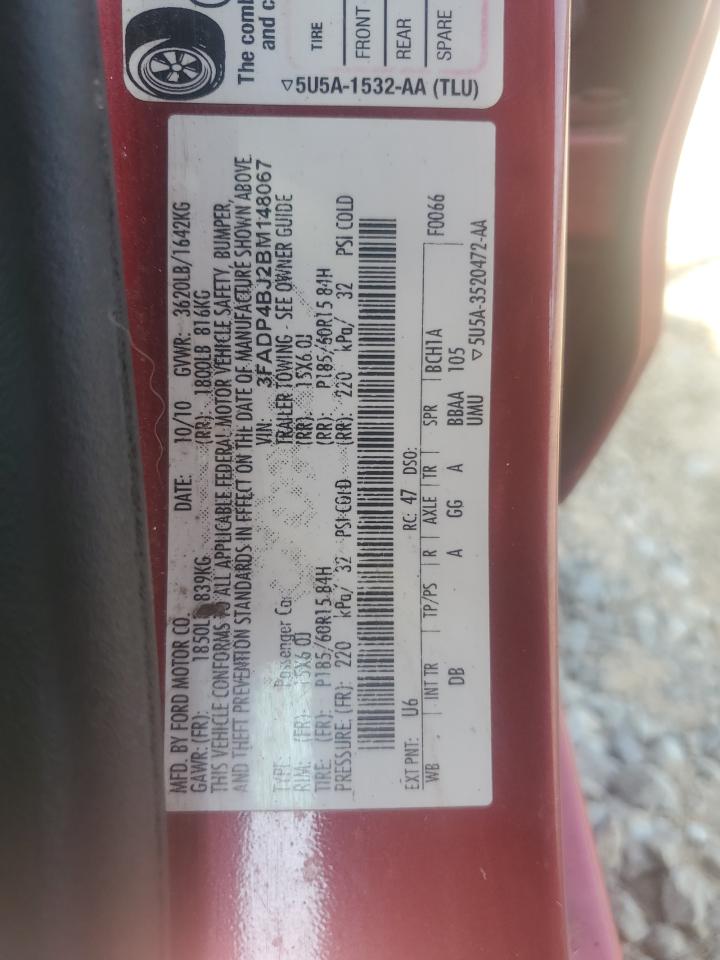 The comb
and c
TIRE
FRONT
REAR
SPARE
▽5U5A-1532-AA (TLU)
MFD. BY FORD MOTOR CO. DATE: 10/10 GVWR: 3620LB/1642KG
GAWR: (FR): 1850L 839KG (RR): 1800LB 816KG
THIS VEHICLE CONFORMS TO ALL APPLICABLE FEDERAL MOTOR VEHICLE SAFETY, BUMPER,
AND THEFT PREVENTION STANDARDS IN EFFECT ON THE DATE OF MANUFACTURE SHOWN ABOVE.
VIN: 3FADP4BJ2BM148067
TYPE: Passenger Car TRAILER TOWING - SEE OWNER GUIDE
RIM: (FR): 15X6.0J (RR): 15X6.0J
TIRE: (FR): P185/60R15 84H (RR): P185/60R15 84H
PRESSURE, (FR): 220 kPa/ 32 PSI COLD (RR): 220 kPa/ 32 PSI COLD
EXT PNT: U6 RC: 47 DSO: F0066
WB INT TR TP/PS R AXLE TR SPR BCH1A
DB A GG A BBAA 105
UMU ▽5U5A-3520472-AA